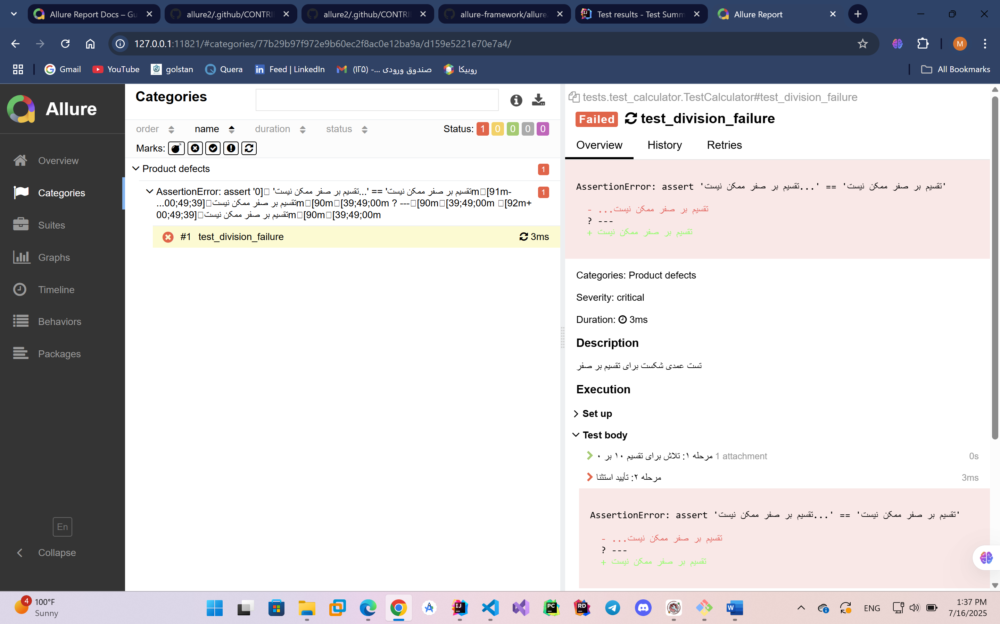 Allure Report Docs – Gu
allure2/.github/CONTRI
allure2/.github/CONTRI
allure-framework/allure
Test results - Test Summ
Allure Report
127.0.0.1:11821/#categories/77b29b97f972e9b60ec2f8ac0e12ba9a/d159e5221e70e7a4/
M
Gmail
YouTube
golstan
Quera
Feed | LinkedIn
صندوق ورودی ...- (۱۲۵)
روبیکا
All Bookmarks
Allure
Overview
Categories
Suites
Graphs
Timeline
Behaviors
Packages
En
Collapse
Categories
order name duration status
Status: 1 0 0 0 0
Marks:
Product defects 1
AssertionError: assert '0]□ 'تقسیم بر صفر ممکن نیست...' == 'تقسیم بر صفر ممکن نیستm□[91m-
...00;49;39]□تقسیم بر صفر ممکن نیستm□[90m□[39;49;00m ? ---□[90m□[39;49;00m □[92m+
00;49;39]□تقسیم بر صفر ممکن نیستm□[90m□[39;49;00m
1
#1 test_division_failure 3ms
tests.test_calculator.TestCalculator#test_division_failure
Failed test_division_failure
Overview History Retries
AssertionError: assert 'تقسیم بر صفر ممکن نیست...' == 'تقسیم بر صفر ممکن نیست'
- تقسیم بر صفر ممکن نیست...
? ---
+ تقسیم بر صفر ممکن نیست
Categories: Product defects
Severity: critical
Duration: 3ms
Description
تست عمدی شکست برای تقسیم بر صفر
Execution
Set up
Test body
مرحله ۱: تلاش برای تقسیم ۱۰ بر ۰ 1 attachment 0s
مرحله ۲: تأیید استثنا 3ms
AssertionError: assert 'تقسیم بر صفر ممکن نیست...' == 'تقسیم بر صفر ممکن نیست'
- تقسیم بر صفر ممکن نیست...
? ---
+ تقسیم بر صفر ممکن نیست
4
100°F
Sunny
IJ
PC
RD
W
ENG
1:37 PM
7/16/2025